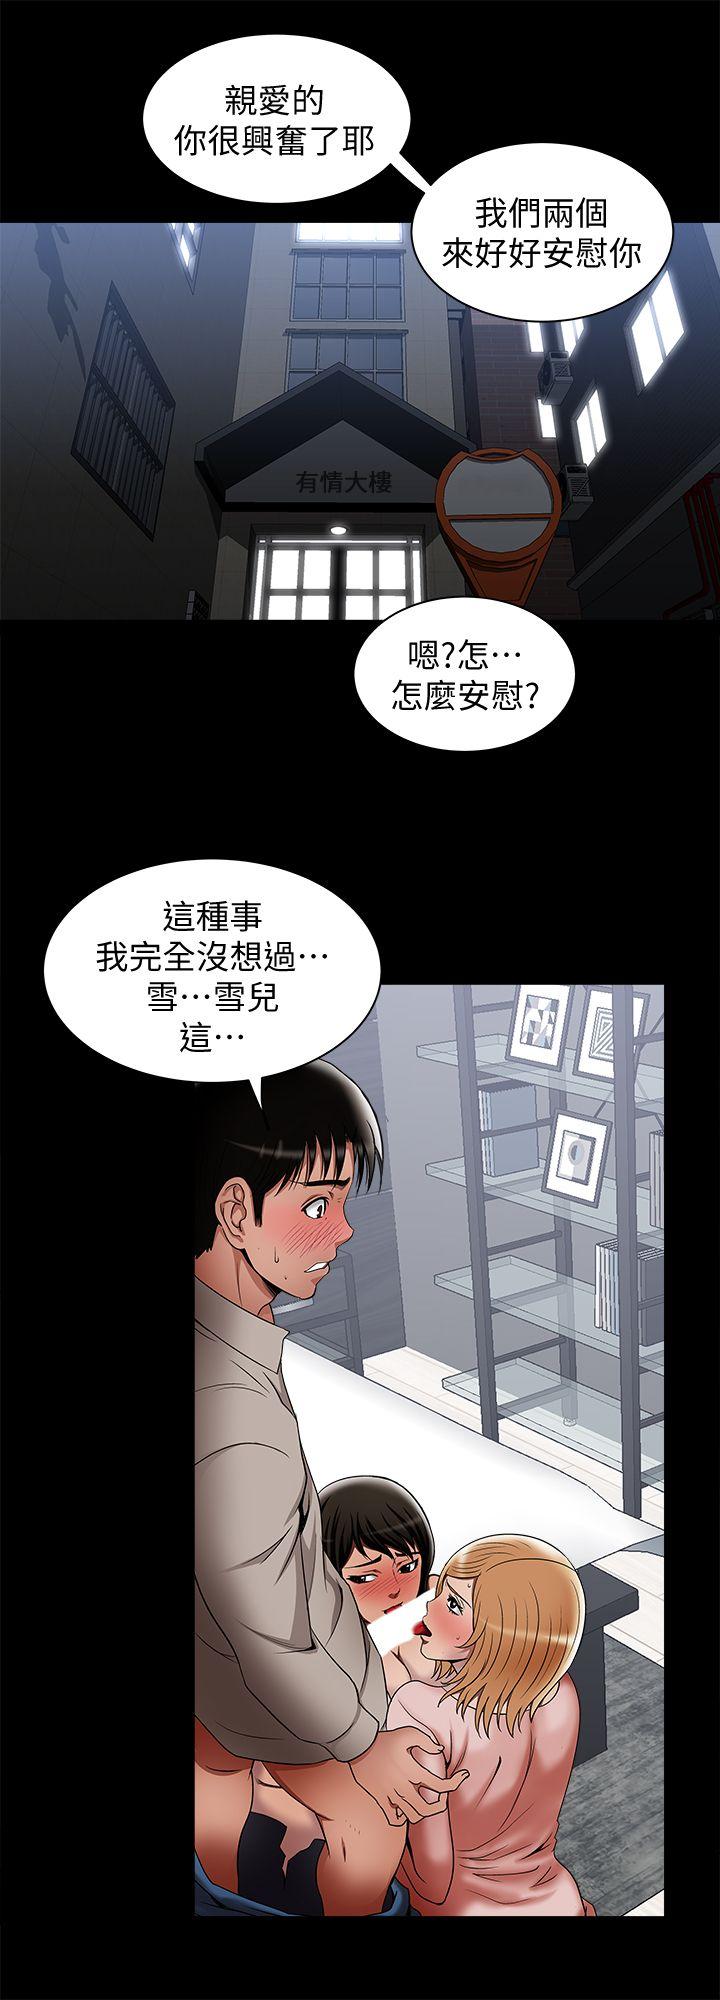 親愛的
你很興奮了耶
我們兩個
來好好安慰你
有情大樓
嗯?怎…
怎麼安慰?
這種事
我完全沒想過…
雪…雪兒
這…